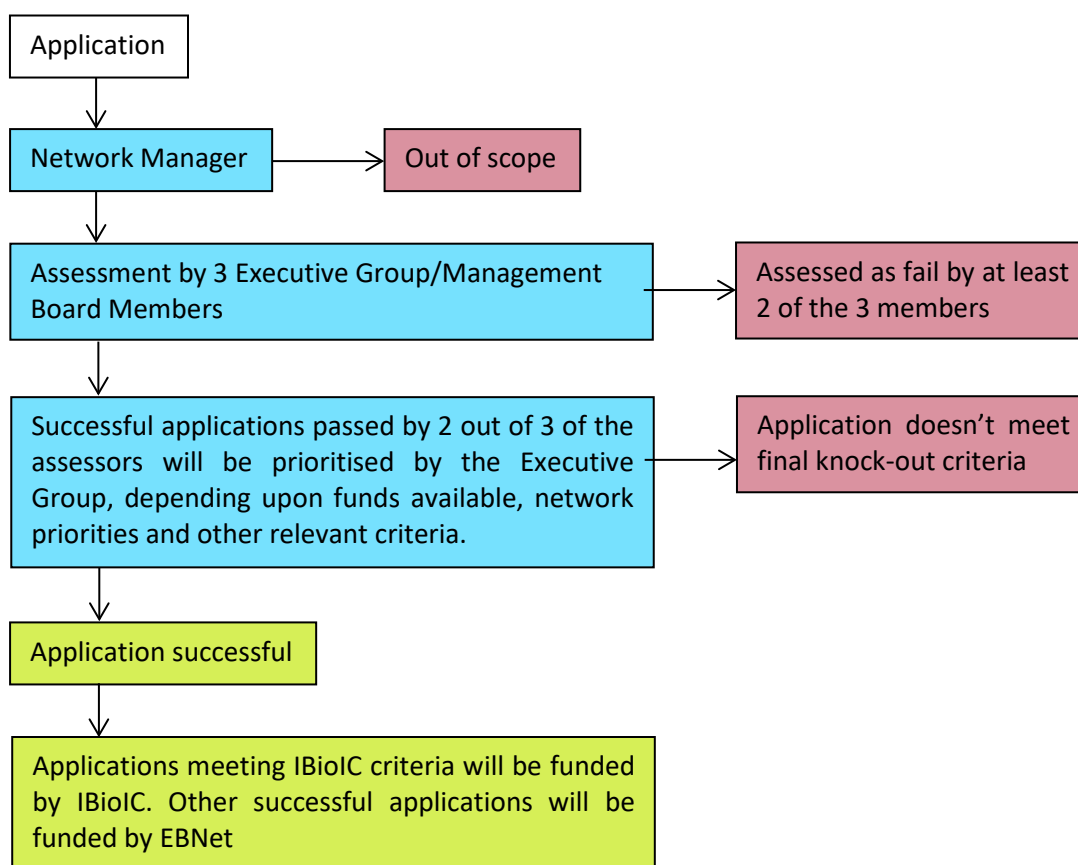 Application
Network Manager
Out of scope
Assessment by 3 Executive Group/Management
Board Members
Assessed as fail by at least
2 of the 3 members
Successful applications passed by 2 out of 3 of the
assessors will be prioritised by the Executive
Group, depending upon funds available, network
priorities and other relevant criteria.
Application doesn’t meet
final knock-out criteria
Application successful
Applications meeting IBioIC criteria will be funded
by IBioIC. Other successful applications will be
funded by EBNet